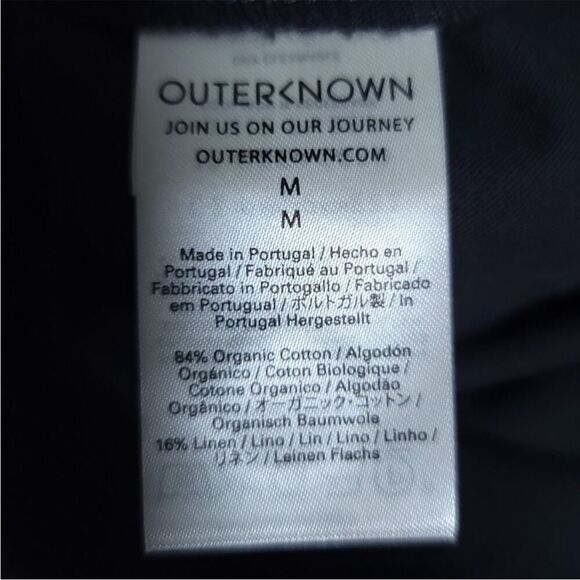 OUTERKNOWN
JOIN US ON OUR JOURNEY
OUTERKNOWN.COM
M
M
Made in Portugal / Hecho en
Portugal / Fabriqué au Portugal /
Fabbricato in Portogallo / Fabricado
em Portugual / ポルトガル製 / In
Portugal Hergestellt
84% Organic Cotton / Algodón
Orgánico / Coton Biologique /
Cotone Organico / Algodão
Orgânico / オーガニック・コットン /
Organisch Baumwole
16% Linen / Lino / Lin / Lino / Linho /
リネン / Leinen Flachs